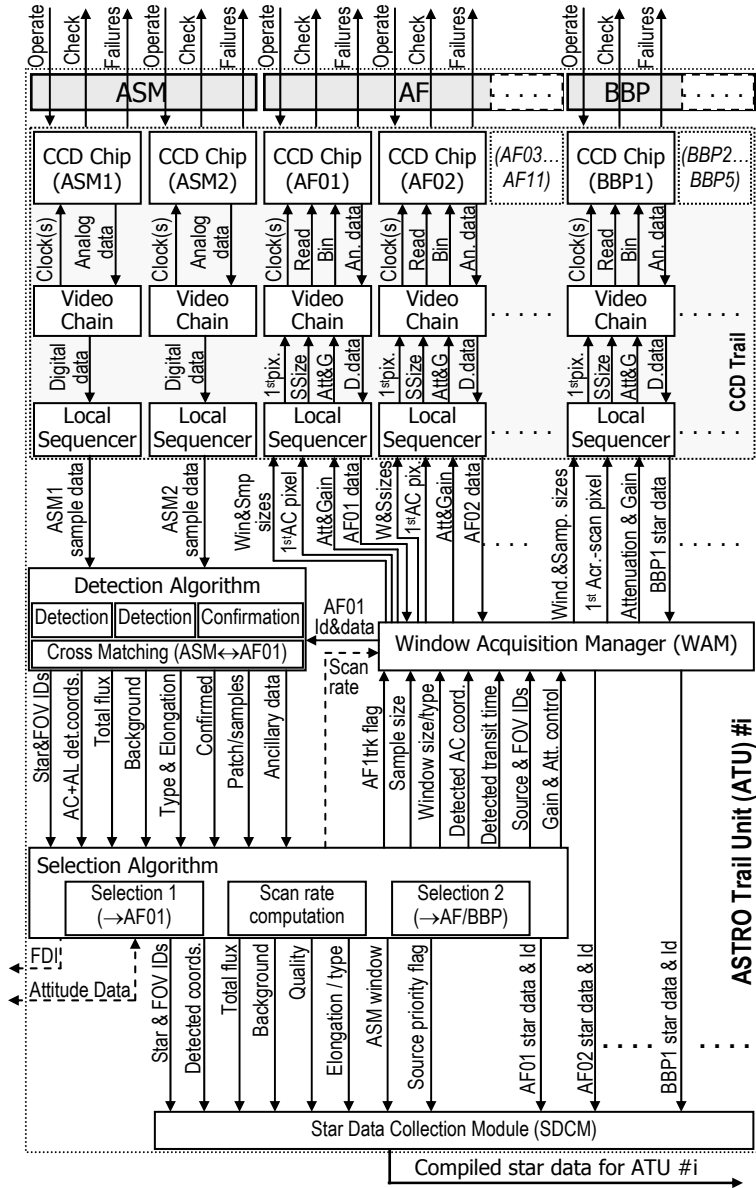 Operate
Check
Failures
Operate
Check
Failures
Operate
Check
Failures
Operate
Check
Failures
Operate
Check
Failures
ASM
AF
. . . . .
BBP
. . . . .
CCD Chip
(ASM1)
CCD Chip
(ASM2)
CCD Chip
(AF01)
CCD Chip
(AF02)
(AF03…
AF11)
CCD Chip
(BBP1)
(BBP2…
BBP5)
Clock(s)
Analog
data
Clock(s)
Analog
data
Clock(s)
Read
Bin
An. data
Clock(s)
Read
Bin
An. data
Clock(s)
Read
Bin
An. data
Video
Chain
Video
Chain
Video
Chain
Video
Chain
. . . . .
Video
Chain
. . . . .
Digital
data
Digital
data
1stpix.
SSize
Att&G
D.data
1stpix.
SSize
Att&G
D.data
1stpix.
SSize
Att&G
D.data
CCD Trail
Local
Sequencer
Local
Sequencer
Local
Sequencer
Local
Sequencer
. . . . .
Local
Sequencer
. . . . .
ASM1
sample data
ASM2
sample data
Win&Smp
sizes
1stAC pixel
Att&Gain
AF01 data
W&Ssizes
1stAC pix.
Att&Gain
AF02 data
. . . . .
Wind.&Samp. sizes
1st Acr.-scan pixel
Attenuation & Gain
BBP1 star data
. . . . .
Detection Algorithm
Detection
Detection
Confirmation
Cross Matching (ASM↔AF01)
AF01
Id&data
Window Acquisition Manager (WAM)
Scan
rate
Star&FOV IDs
AC+AL det.coords.
Total flux
Background
Type & Elongation
Confirmed
Patch/samples
Ancillary data
AF1trk flag
Sample size
Window size/type
Detected AC coord.
Detected transit time
Source & FOV IDs
Gain & Att. control
ASTRO Trail Unit (ATU) #i
Selection Algorithm
Selection 1
(→AF01)
Scan rate
computation
Selection 2
(→AF/BBP)
FDI
Attitude Data
Star & FOV IDs
Detected coords.
Total flux
Background
Quality
Elongation / type
ASM window
Source priority flag
AF01 star data & Id
AF02 star data & Id
. . . . .
BBP1 star data & Id
. . . . .
Star Data Collection Module (SDCM)
Compiled star data for ATU #i